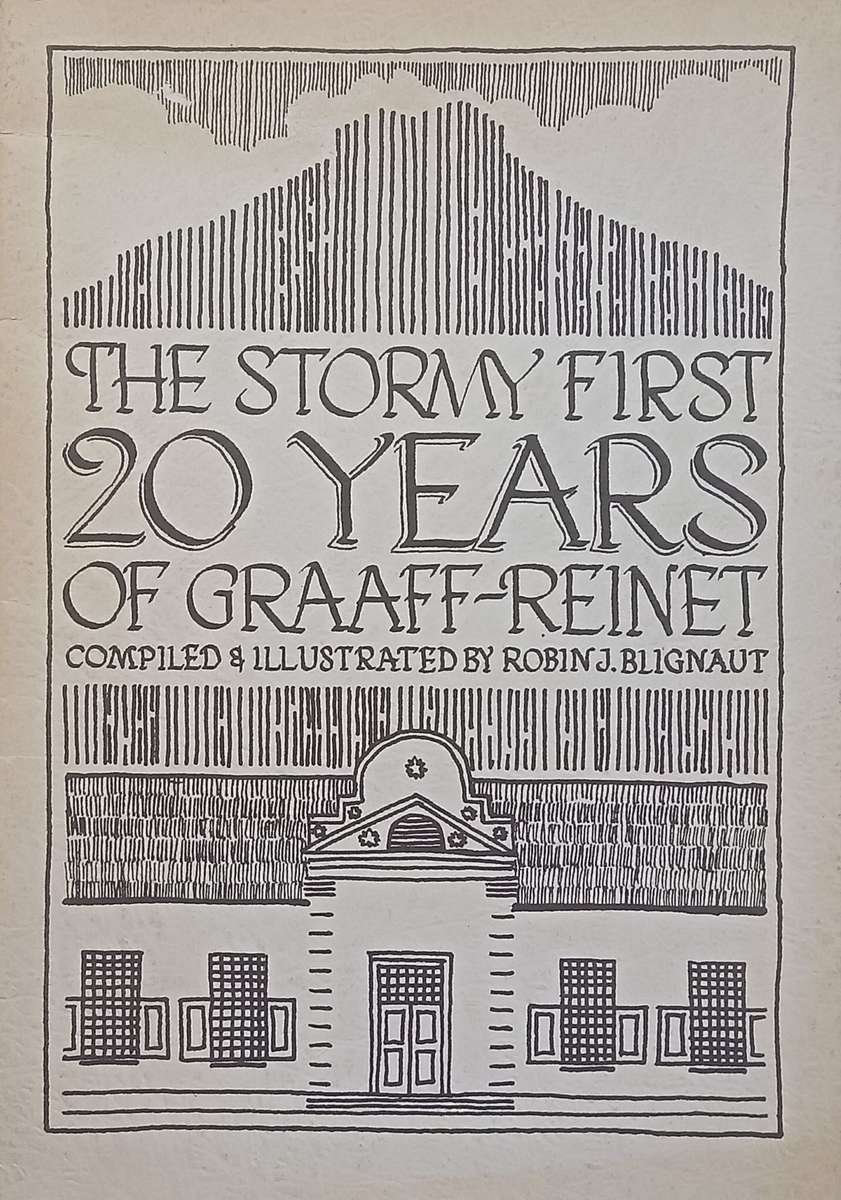 THE STORMY FIRST
20 YEARS
OF GRAAFF-REINET
COMPILED & ILLUSTRATED BY ROBIN J. BLIGNAUT